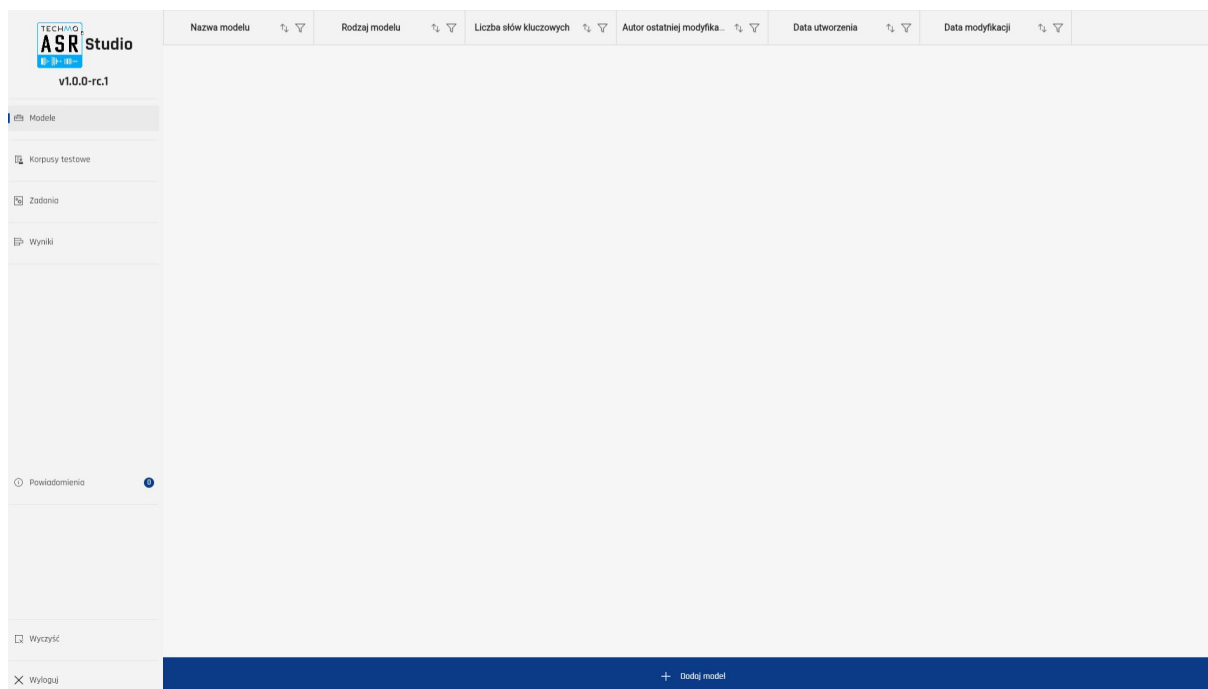 TECHMO
ASR Studio
v1.0.0-rc.1
Modele
Korpusy testowe
Zadania
Wyniki
Powiadomienia 0
Wyczyść
Wyloguj
Nazwa modelu Rodzaj modelu Liczba słów kluczowych Autor ostatniej modyfika... Data utworzenia Data modyfikacji
+ Dodaj model